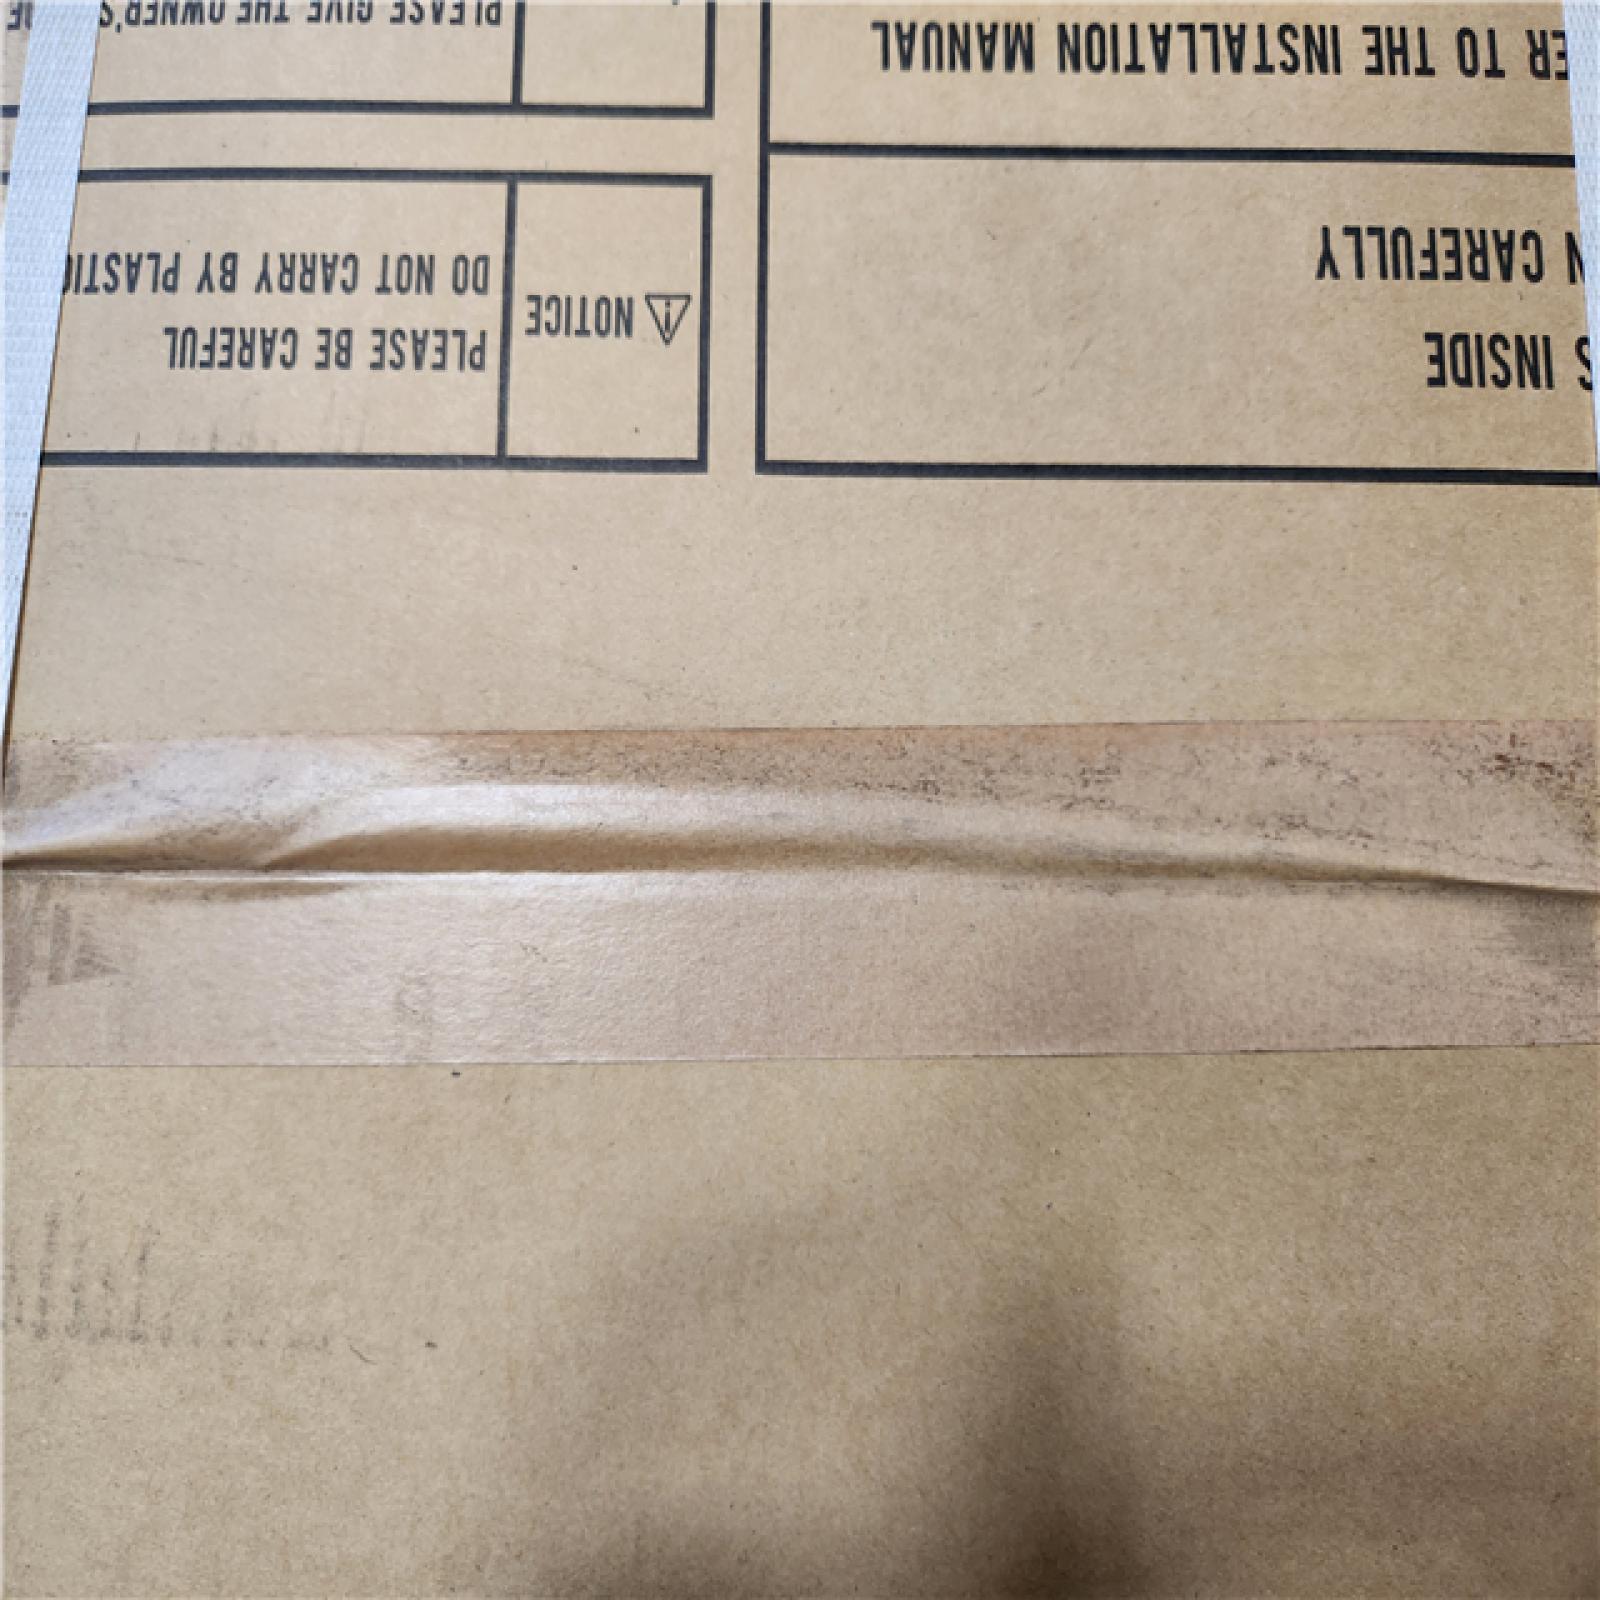 S INSIDE
N CAREFULLY
ER TO THE INSTALLATION MANUAL
NOTICE
PLEASE BE CAREFUL
DO NOT CARRY BY PLASTIC
PLEASE GIVE THE OWNER'S